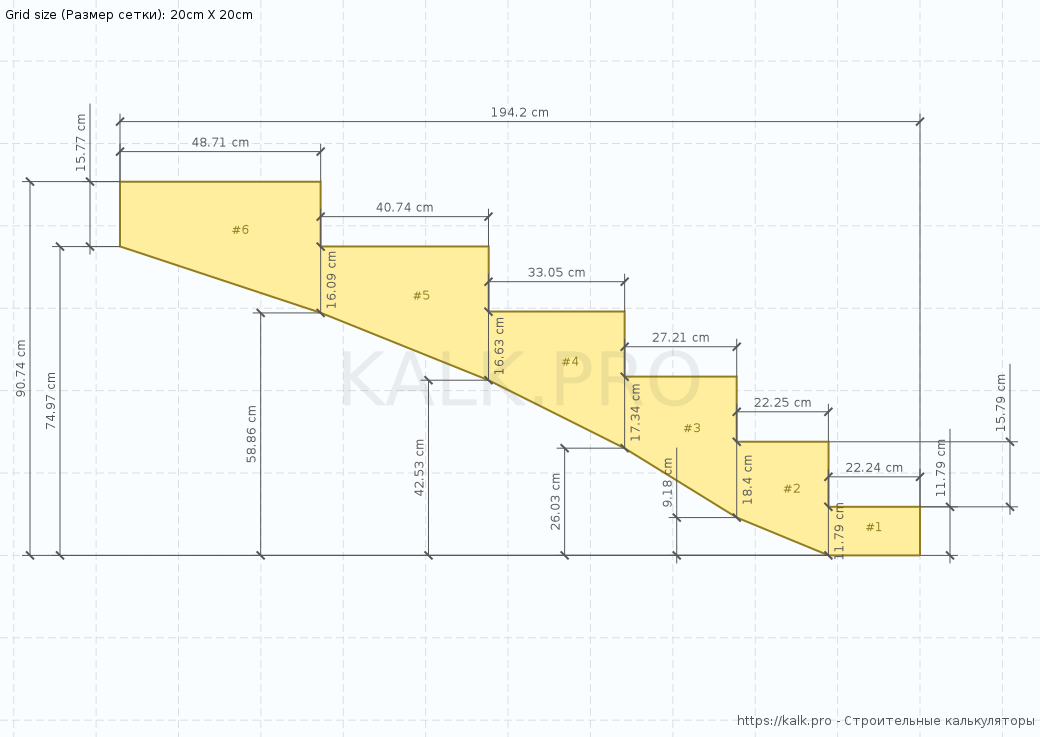 Grid size (Размер сетки): 20cm X 20cm
194.2 cm
48.71 cm
15.77 cm
40.74 cm
#6
33.05 cm
16.09 cm
#5
27.21 cm
90.74 cm
74.97 cm
16.63 cm
#4
KALK.PRO
22.25 cm
15.79 cm
58.86 cm
17.34 cm
#3
42.53 cm
22.24 cm
11.79 cm
26.03 cm
9.18 cm
18.4 cm
#2
11.79 cm
#1
https://kalk.pro - Строительные калькуляторы